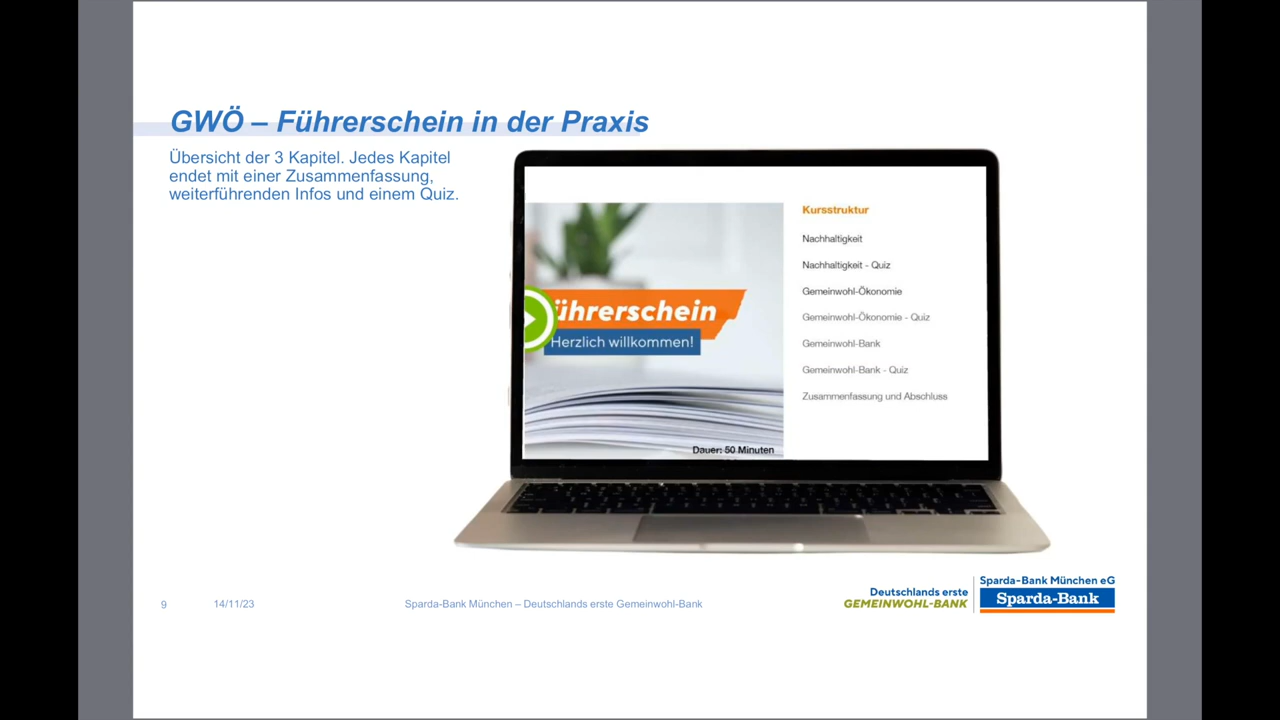 GWÖ – Führerschein in der Praxis
Übersicht der 3 Kapitel. Jedes Kapitel
endet mit einer Zusammenfassung,
weiterführenden Infos und einem Quiz.
ührerschein
Herzlich willkommen!
Dauer: 50 Minuten
Kursstruktur
Nachhaltigkeit
Nachhaltigkeit - Quiz
Gemeinwohl-Ökonomie
Gemeinwohl-Ökonomie - Quiz
Gemeinwohl-Bank
Gemeinwohl-Bank - Quiz
Zusammenfassung und Abschluss
9
14/11/23
Sparda-Bank München – Deutschlands erste Gemeinwohl-Bank
Deutschlands erste
GEMEINWOHL-BANK
Sparda-Bank München eG
Sparda-Bank